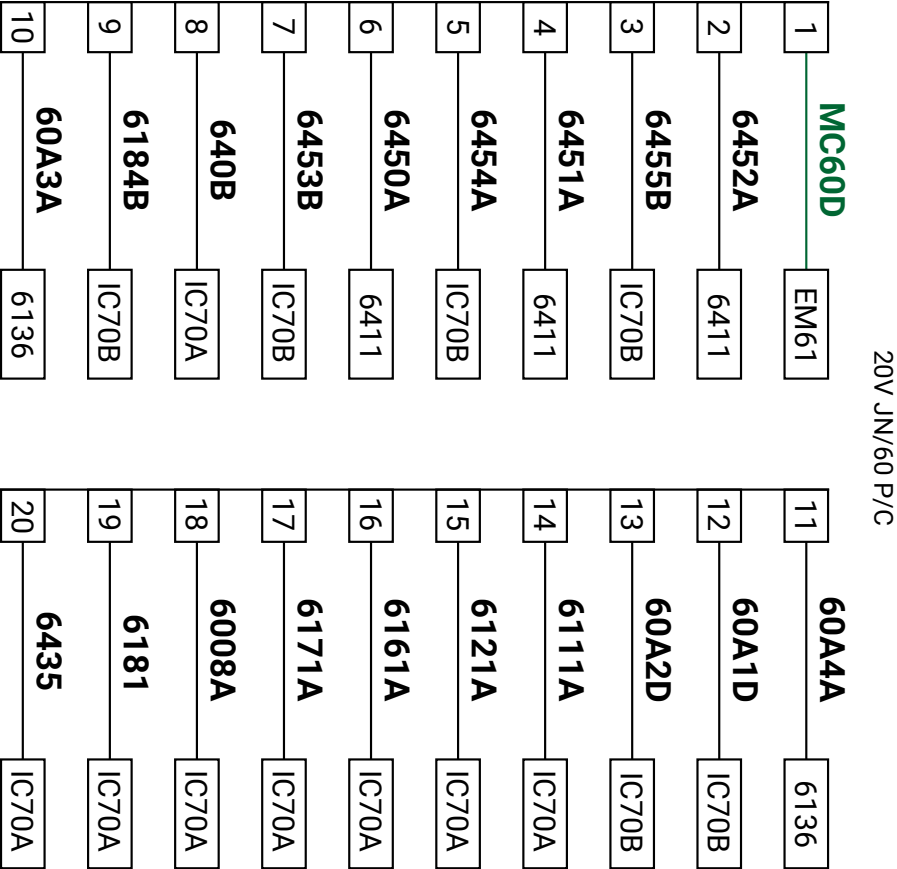 20V JN/60 P/C
1 MC60D EM61
2 6452A 6411
3 6455B IC70B
4 6451A 6411
5 6454A IC70B
6 6450A 6411
7 6453B IC70B
8 640B IC70A
9 6184B IC70B
10 60A3A 6136
11 60A4A 6136
12 60A1D IC70B
13 60A2D IC70B
14 6111A IC70A
15 6121A IC70A
16 6161A IC70A
17 6171A IC70A
18 6008A IC70A
19 6181 IC70A
20 6435 IC70A